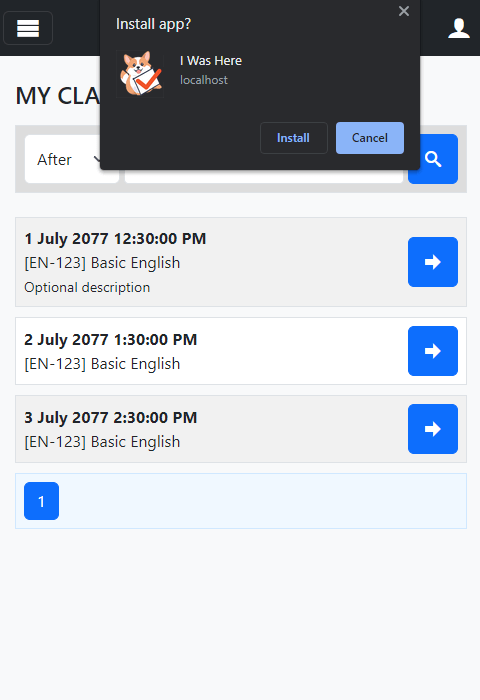 Install app?
I Was Here
localhost
Install
Cancel
MY CLA
After
1 July 2077 12:30:00 PM
[EN-123] Basic English
Optional description
2 July 2077 1:30:00 PM
[EN-123] Basic English
3 July 2077 2:30:00 PM
[EN-123] Basic English
1